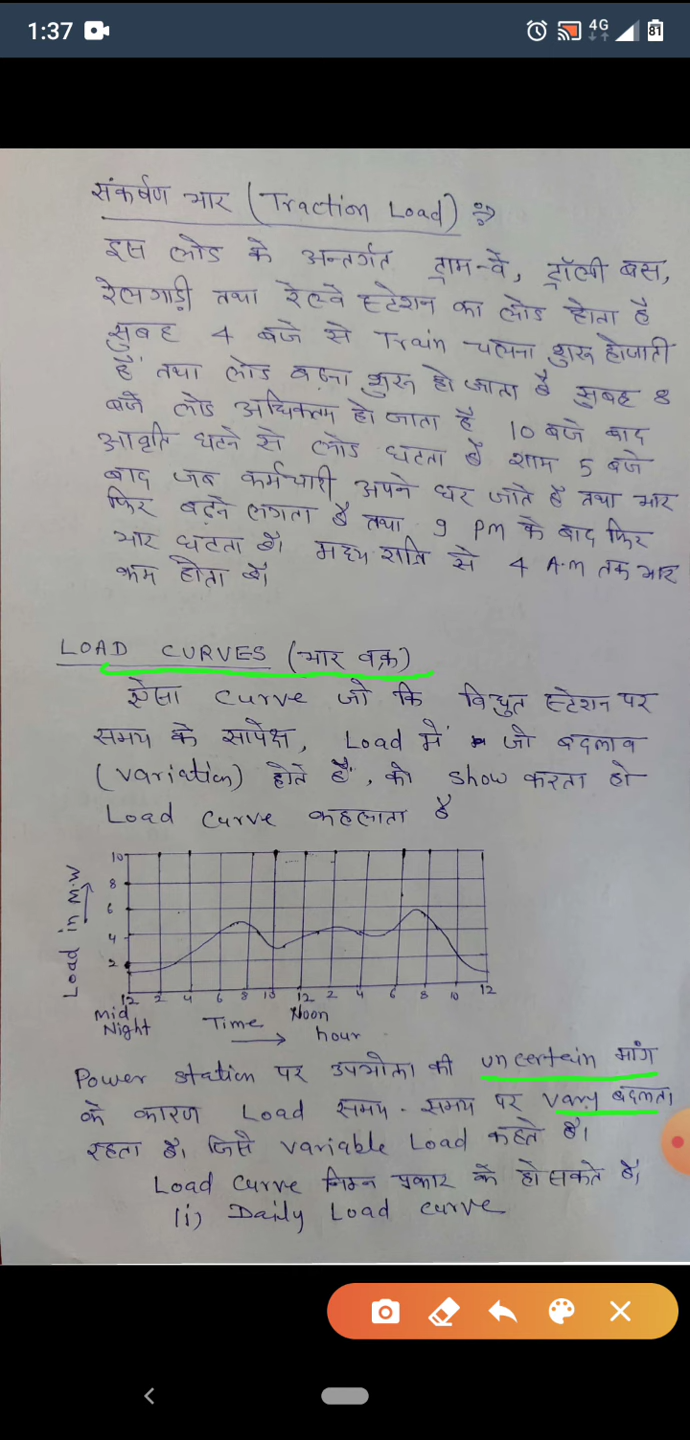 1:37
4G
81
संकर्षण भार (Traction Load) :→
इस लोड के अन्तर्गत ट्राम-वे, ट्रॉली बस,
रेलगाड़ी तथा रेल्वे स्टेशन का लोड होता है
सुबह 4 बजे से Train चलना शुरू होजाती
हैं तथा लोड बढ़ना शुरू हो जाता है सुबह 8
बजे लोड अधिकतम हो जाता है 10 बजे बाद
आवृति घटने से लोड घटता है शाम 5 बजे
बाद जब कर्मचारी अपने घर जाते है तथा भार
फिर बढ़ने लगता है तथा 9 PM के बाद फिर
भार घटता है। मध्य रात्रि से 4 A.m तक भार
कम होता है।
LOAD CURVES (भार वक्र)
ऐसा curve जो कि विद्युत स्टेशन पर
समय के सापेक्ष, Load में जो बदलाव
(variation) होते हैं, को show करता हो
Load curve कहलाता है
Load in M.W
10
8
6
4
2
12 2 4 6 8 10 12 2 4 6 8 10 12
Mid Noon
Night Time → hour
Power station पर उपभोक्ता की uncertein मांग
के कारण Load समय-समय पर vary बदलता
रहता है। जिसे variable Load कहते है।
Load curve निम्न प्रकार के हो सकते है।
(i) Daily Load curve